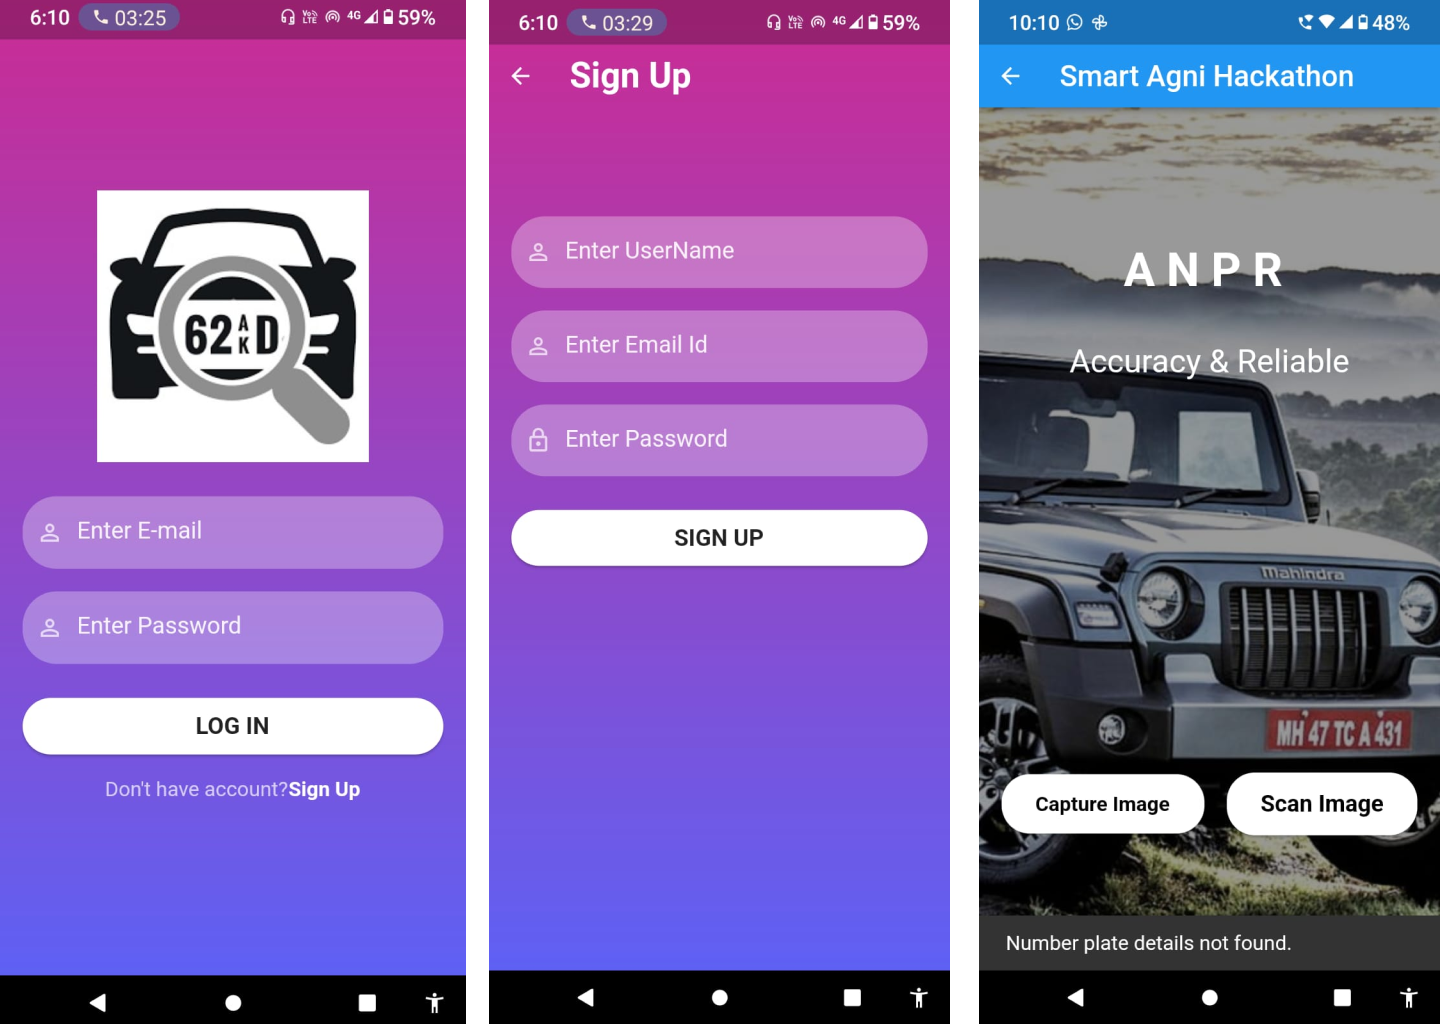 6:10 03:25 VoLTE 4G 59%
62 AK D
Enter E-mail
Enter Password
LOG IN
Don't have account?Sign Up
6:10 03:29 VoLTE 4G 59%
Sign Up
Enter UserName
Enter Email Id
Enter Password
SIGN UP
10:10 48%
Smart Agni Hackathon
ANPR
Accuracy & Reliable
Mahindra
MH 47 TC A 431
Capture Image Scan Image
Number plate details not found.